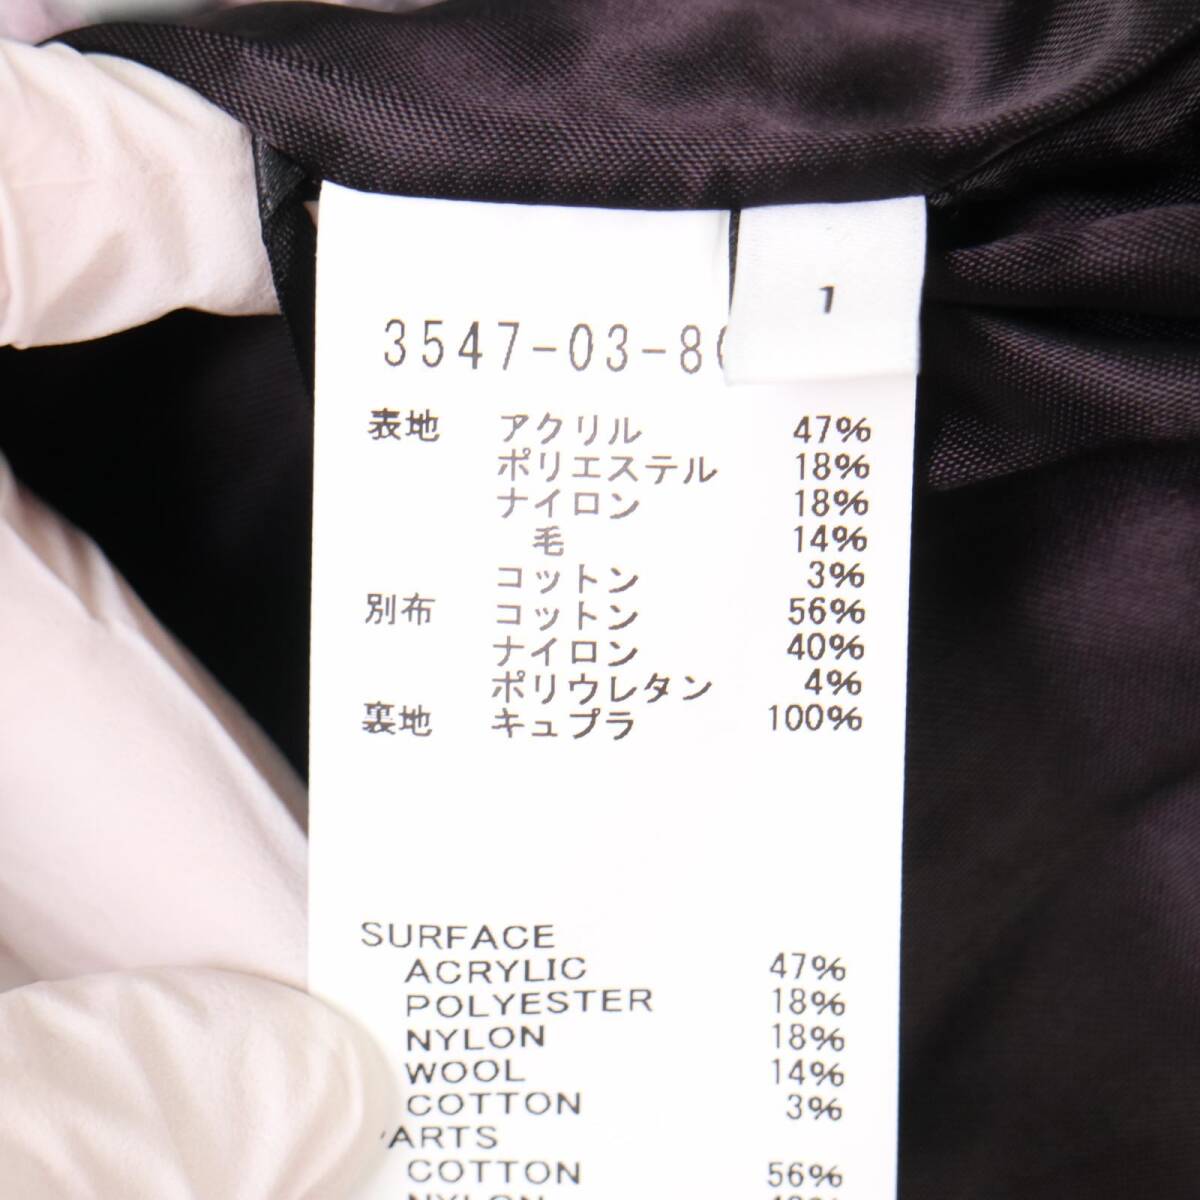 1
3547-03-8
表地 アクリル 47%
ポリエステル 18%
ナイロン 18%
毛 14%
コットン 3%
別布 コットン 56%
ナイロン 40%
ポリウレタン 4%
裏地 キュプラ 100%
SURFACE
ACRYLIC 47%
POLYESTER 18%
NYLON 18%
WOOL 14%
COTTON 3%
ARTS
COTTON 56%
NYLON